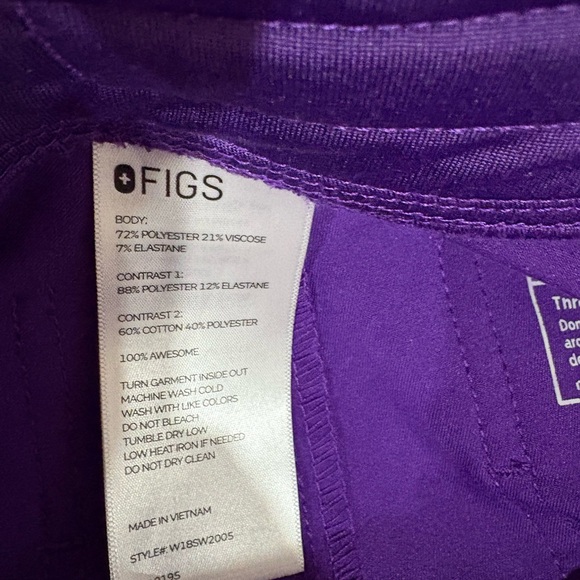 FIGS
BODY:
72% POLYESTER 21% VISCOSE
7% ELASTANE
CONTRAST 1:
88% POLYESTER 12% ELASTANE
CONTRAST 2:
60% COTTON 40% POLYESTER
100% AWESOME
TURN GARMENT INSIDE OUT
MACHINE WASH COLD
WASH WITH LIKE COLORS
DO NOT BLEACH
TUMBLE DRY LOW
LOW HEAT IRON IF NEEDED
DO NOT DRY CLEAN
MADE IN VIETNAM
STYLE#: W18SW2005